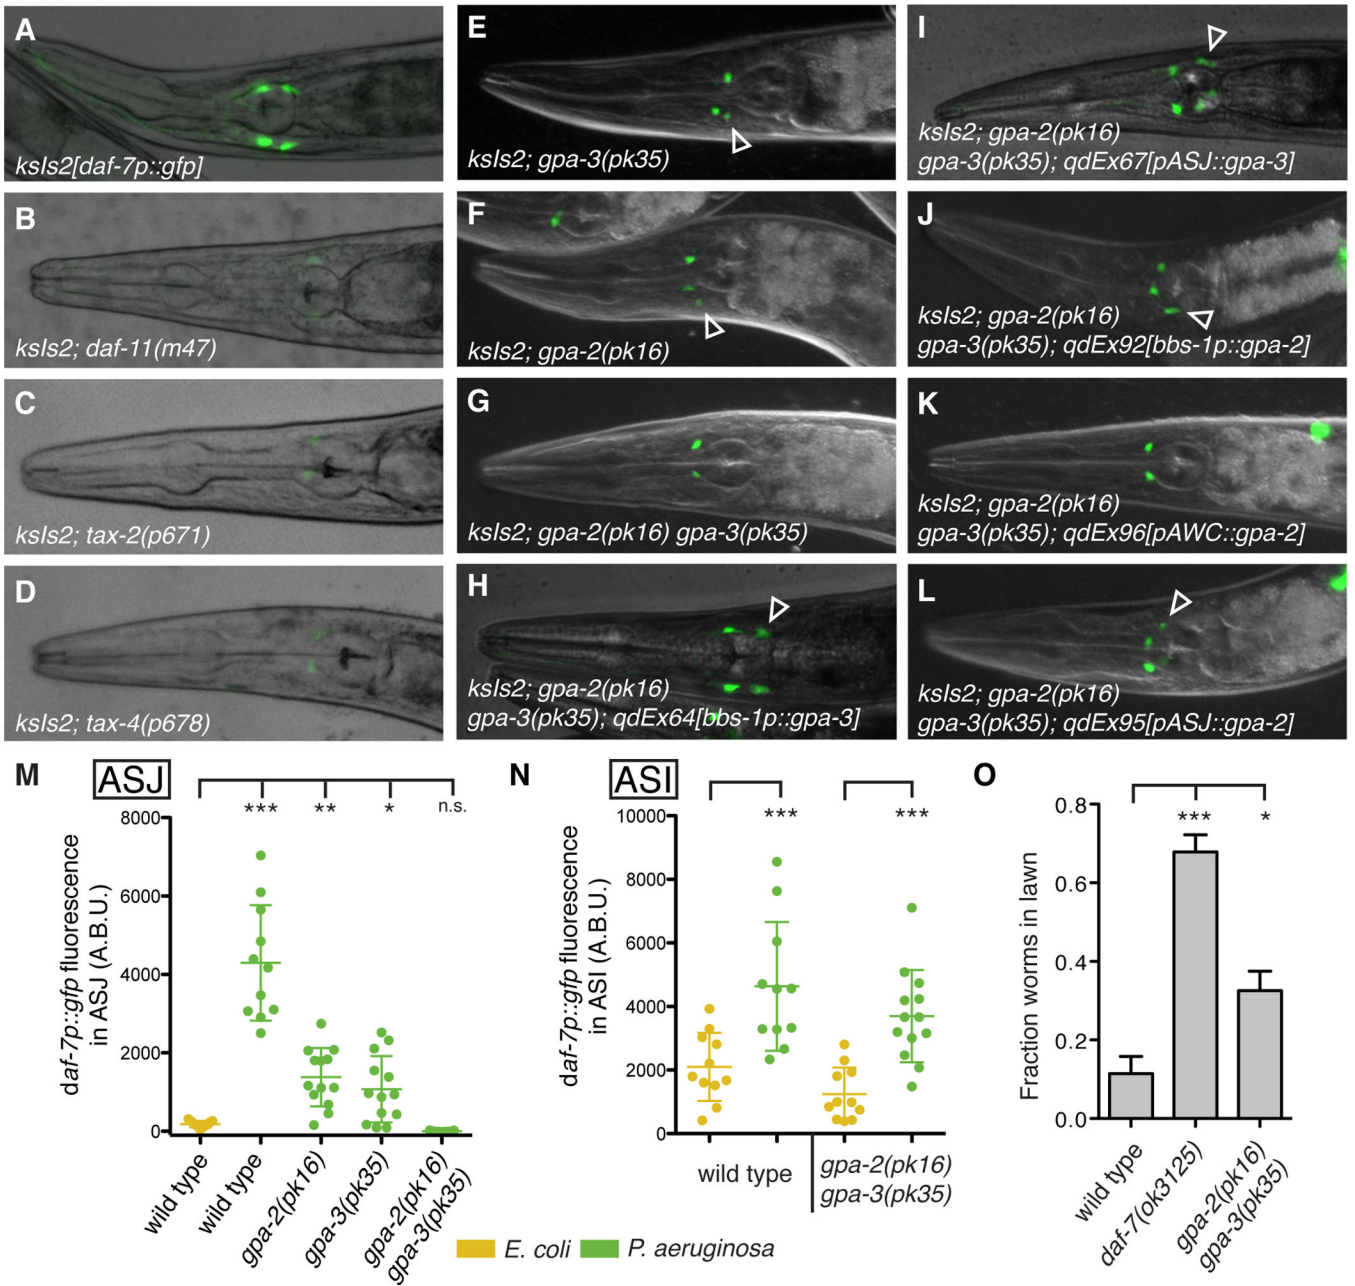 A
ksIs2[daf-7p::gfp]
B
ksIs2; daf-11(m47)
C
ksIs2; tax-2(p671)
D
ksIs2; tax-4(p678)
E
ksIs2; gpa-3(pk35)
F
ksIs2; gpa-2(pk16)
G
ksIs2; gpa-2(pk16) gpa-3(pk35)
H
ksIs2; gpa-2(pk16)
gpa-3(pk35); qdEx64[bbs-1p::gpa-3]
I
ksIs2; gpa-2(pk16)
gpa-3(pk35); qdEx67[pASJ::gpa-3]
J
ksIs2; gpa-2(pk16)
gpa-3(pk35); qdEx92[bbs-1p::gpa-2]
K
ksIs2; gpa-2(pk16)
gpa-3(pk35); qdEx96[pAWC::gpa-2]
L
ksIs2; gpa-2(pk16)
gpa-3(pk35); qdEx95[pASJ::gpa-2]
M
ASJ
*** ** * n.s.
daf-7p::gfp fluorescence
in ASJ (A.B.U.)
8000
6000
4000
2000
0
wild type
wild type
gpa-2(pk16)
gpa-3(pk35)
gpa-2(pk16)
gpa-3(pk35)
N
ASI
*** ***
daf-7p::gfp fluorescence
in ASI (A.B.U.)
10000
8000
6000
4000
2000
0
wild type
gpa-2(pk16)
gpa-3(pk35)
E. coli
P. aeruginosa
O
*** *
Fraction worms in lawn
0.8
0.6
0.4
0.2
0.0
wild type
daf-7(ok3125)
gpa-2(pk16)
gpa-3(pk35)